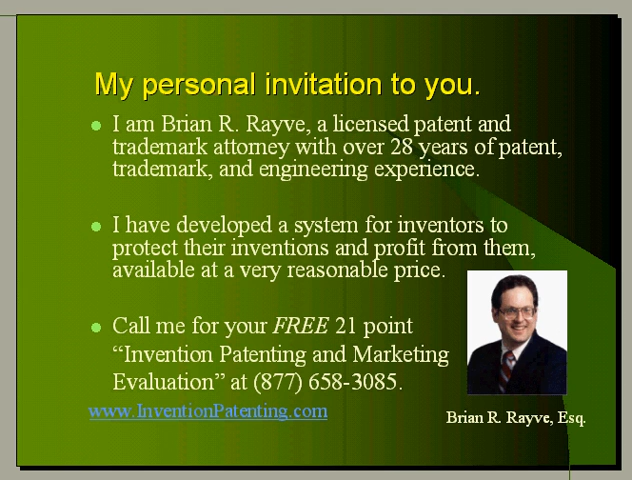 My personal invitation to you.
I am Brian R. Rayve, a licensed patent and
trademark attorney with over 28 years of patent,
trademark, and engineering experience.
I have developed a system for inventors to
protect their inventions and profit from them,
available at a very reasonable price.
Call me for your FREE 21 point
“Invention Patenting and Marketing
Evaluation” at (877) 658-3085.
www.InventionPatenting.com
Brian R. Rayve, Esq.